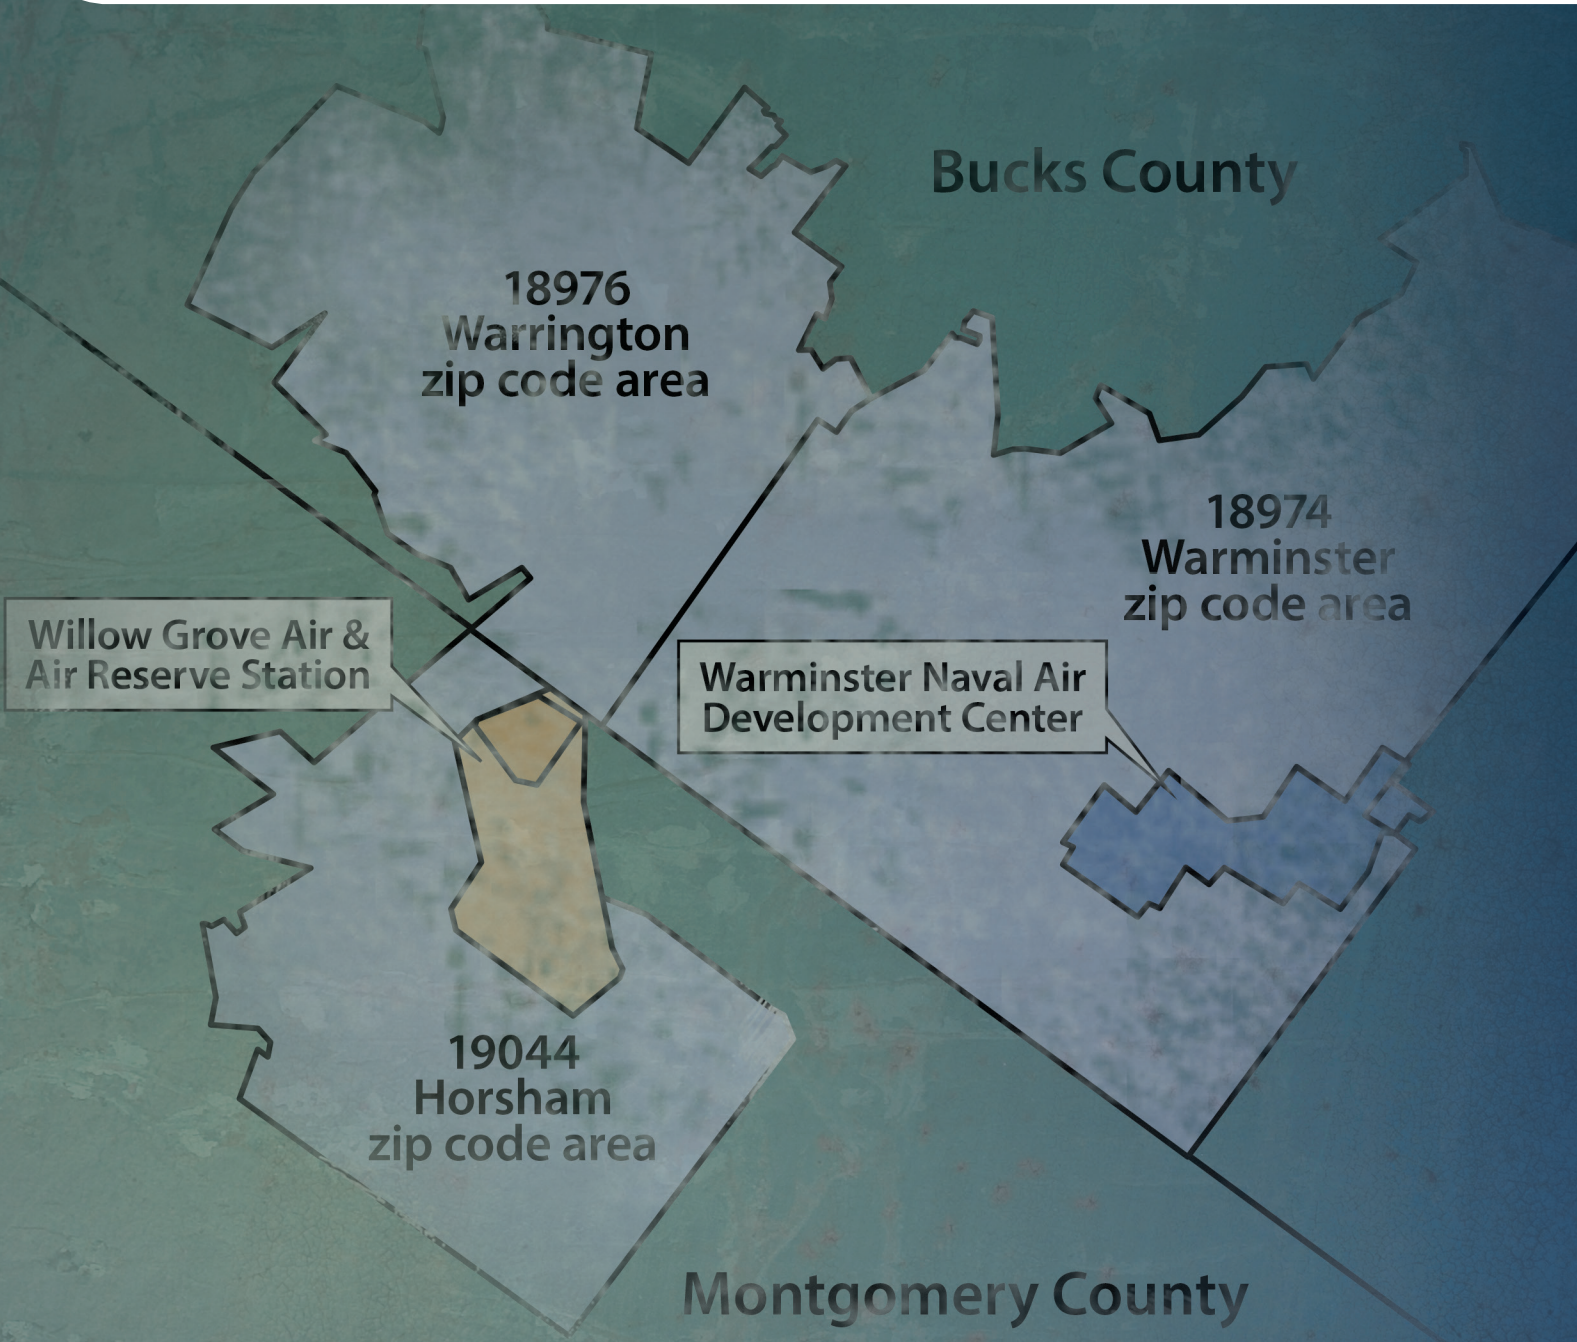 Bucks County
18976
Warrington
zip code area
18974
Warminster
zip code area
Willow Grove Air &
Air Reserve Station
Warminster Naval Air
Development Center
19044
Horsham
zip code area
Montgomery County